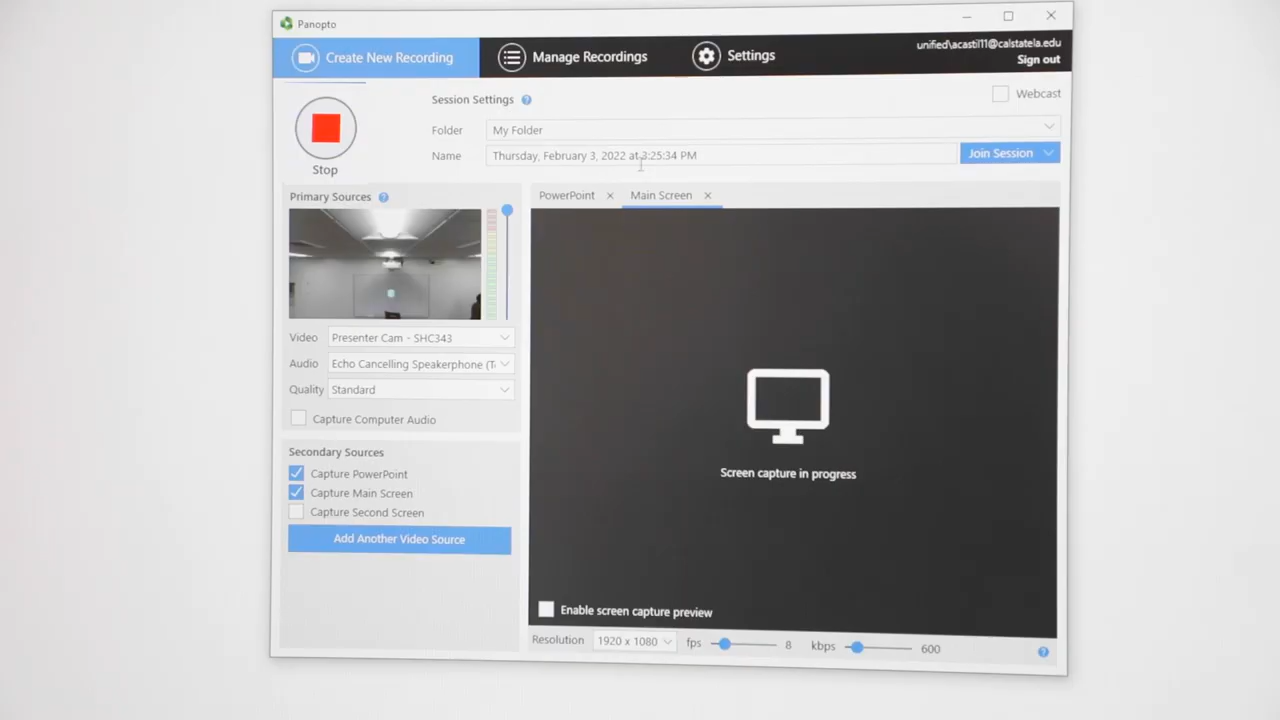 Panopto
Create New Recording
Manage Recordings
Settings
unified\acasti11@calstatela.edu
Sign out
Session Settings
Webcast
Folder
My Folder
Name
Thursday, February 3, 2022 at 3:25:34 PM
Join Session
Stop
Primary Sources
PowerPoint
Main Screen
Video
Presenter Cam - SHC343
Audio
Echo Cancelling Speakerphone (T
Quality
Standard
Capture Computer Audio
Screen capture in progress
Secondary Sources
Capture PowerPoint
Capture Main Screen
Capture Second Screen
Add Another Video Source
Enable screen capture preview
Resolution
1920 x 1080
fps
8
kbps
600